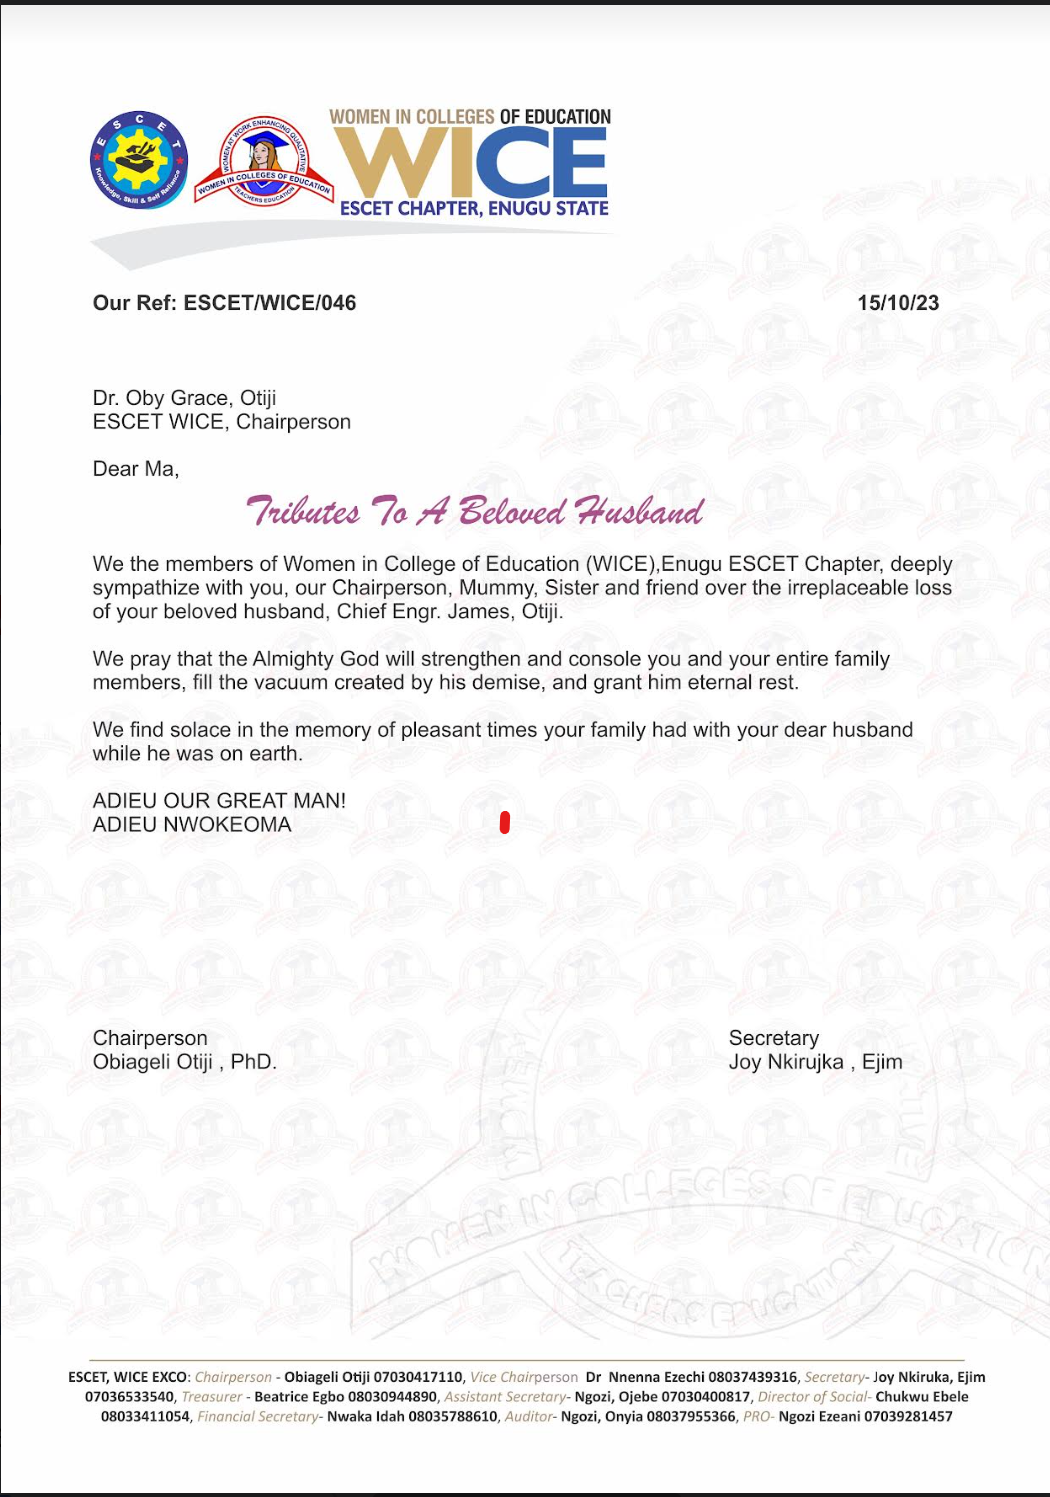 E S C E T
Knowledge, Skill & Self Reliance
WOMEN AT WORK ENHANCING QUALITATIVE
WOMEN IN COLLEGES OF EDUCATION
TEACHERS EDUCATION
WOMEN IN COLLEGES OF EDUCATION
WICE
ESCET CHAPTER, ENUGU STATE
Our Ref: ESCET/WICE/046 15/10/23
Dr. Oby Grace, Otiji
ESCET WICE, Chairperson
Dear Ma,
Tributes To A Beloved Husband
We the members of Women in College of Education (WICE),Enugu ESCET Chapter, deeply
sympathize with you, our Chairperson, Mummy, Sister and friend over the irreplaceable loss
of your beloved husband, Chief Engr. James, Otiji.
We pray that the Almighty God will strengthen and console you and your entire family
members, fill the vacuum created by his demise, and grant him eternal rest.
We find solace in the memory of pleasant times your family had with your dear husband
while he was on earth.
ADIEU OUR GREAT MAN!
ADIEU NWOKEOMA
Chairperson Secretary
Obiageli Otiji , PhD. Joy Nkirujka , Ejim
WOMEN IN COLLEGES OF EDUCATION
TEACHERS EDUCATION
ESCET, WICE EXCO: Chairperson - Obiageli Otiji 07030417110, Vice Chairperson Dr Nnenna Ezechi 08037439316, Secretary- Joy Nkiruka, Ejim
07036533540, Treasurer - Beatrice Egbo 08030944890, Assistant Secretary- Ngozi, Ojebe 07030400817, Director of Social- Chukwu Ebele
08033411054, Financial Secretary- Nwaka Idah 08035788610, Auditor- Ngozi, Onyia 08037955366, PRO- Ngozi Ezeani 07039281457